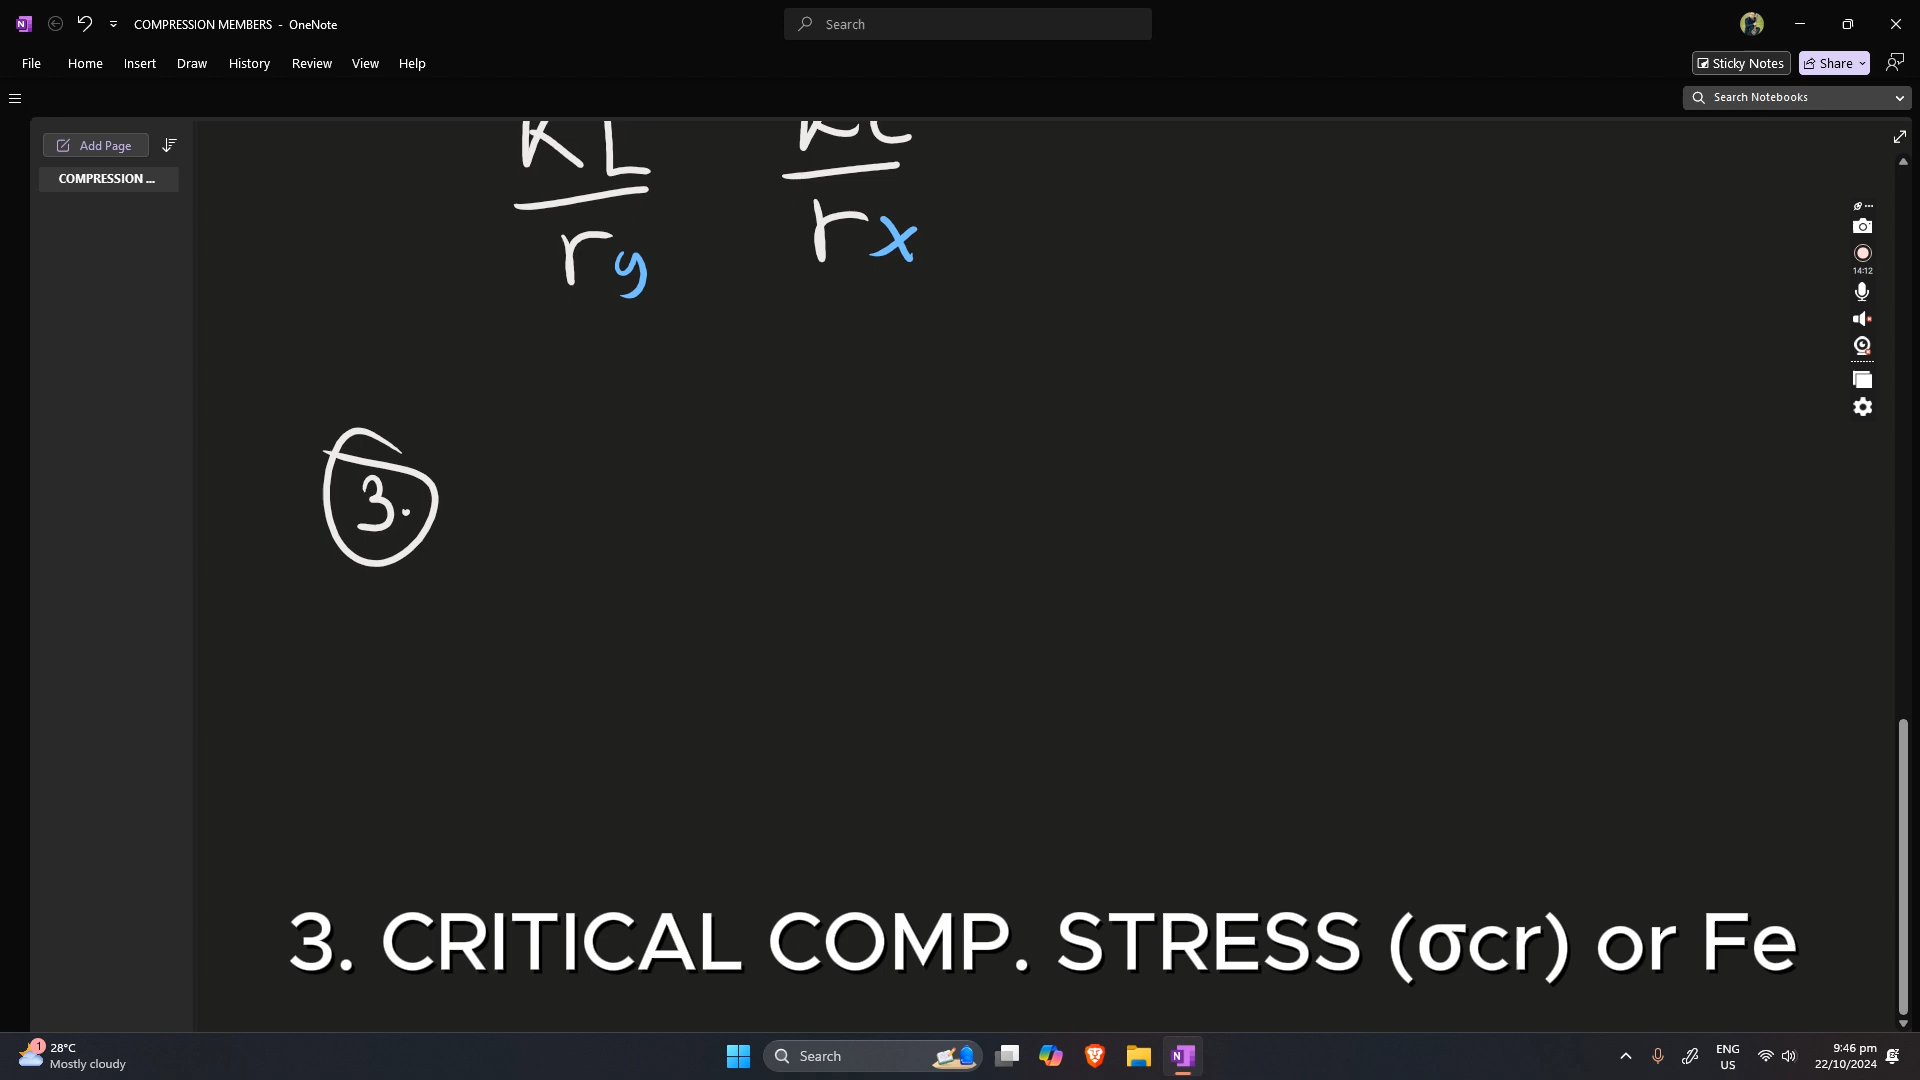 COMPRESSION MEMBERS - OneNote
Search
File Home Insert Draw History Review View Help
Sticky Notes Share
Search Notebooks
Add Page
COMPRESSION ...
KL KL
ry rx
14:12
3.
3. CRITICAL COMP. STRESS (σcr) or Fe
1 28°C
Mostly cloudy
Search
ENG
US
9:46 pm
22/10/2024